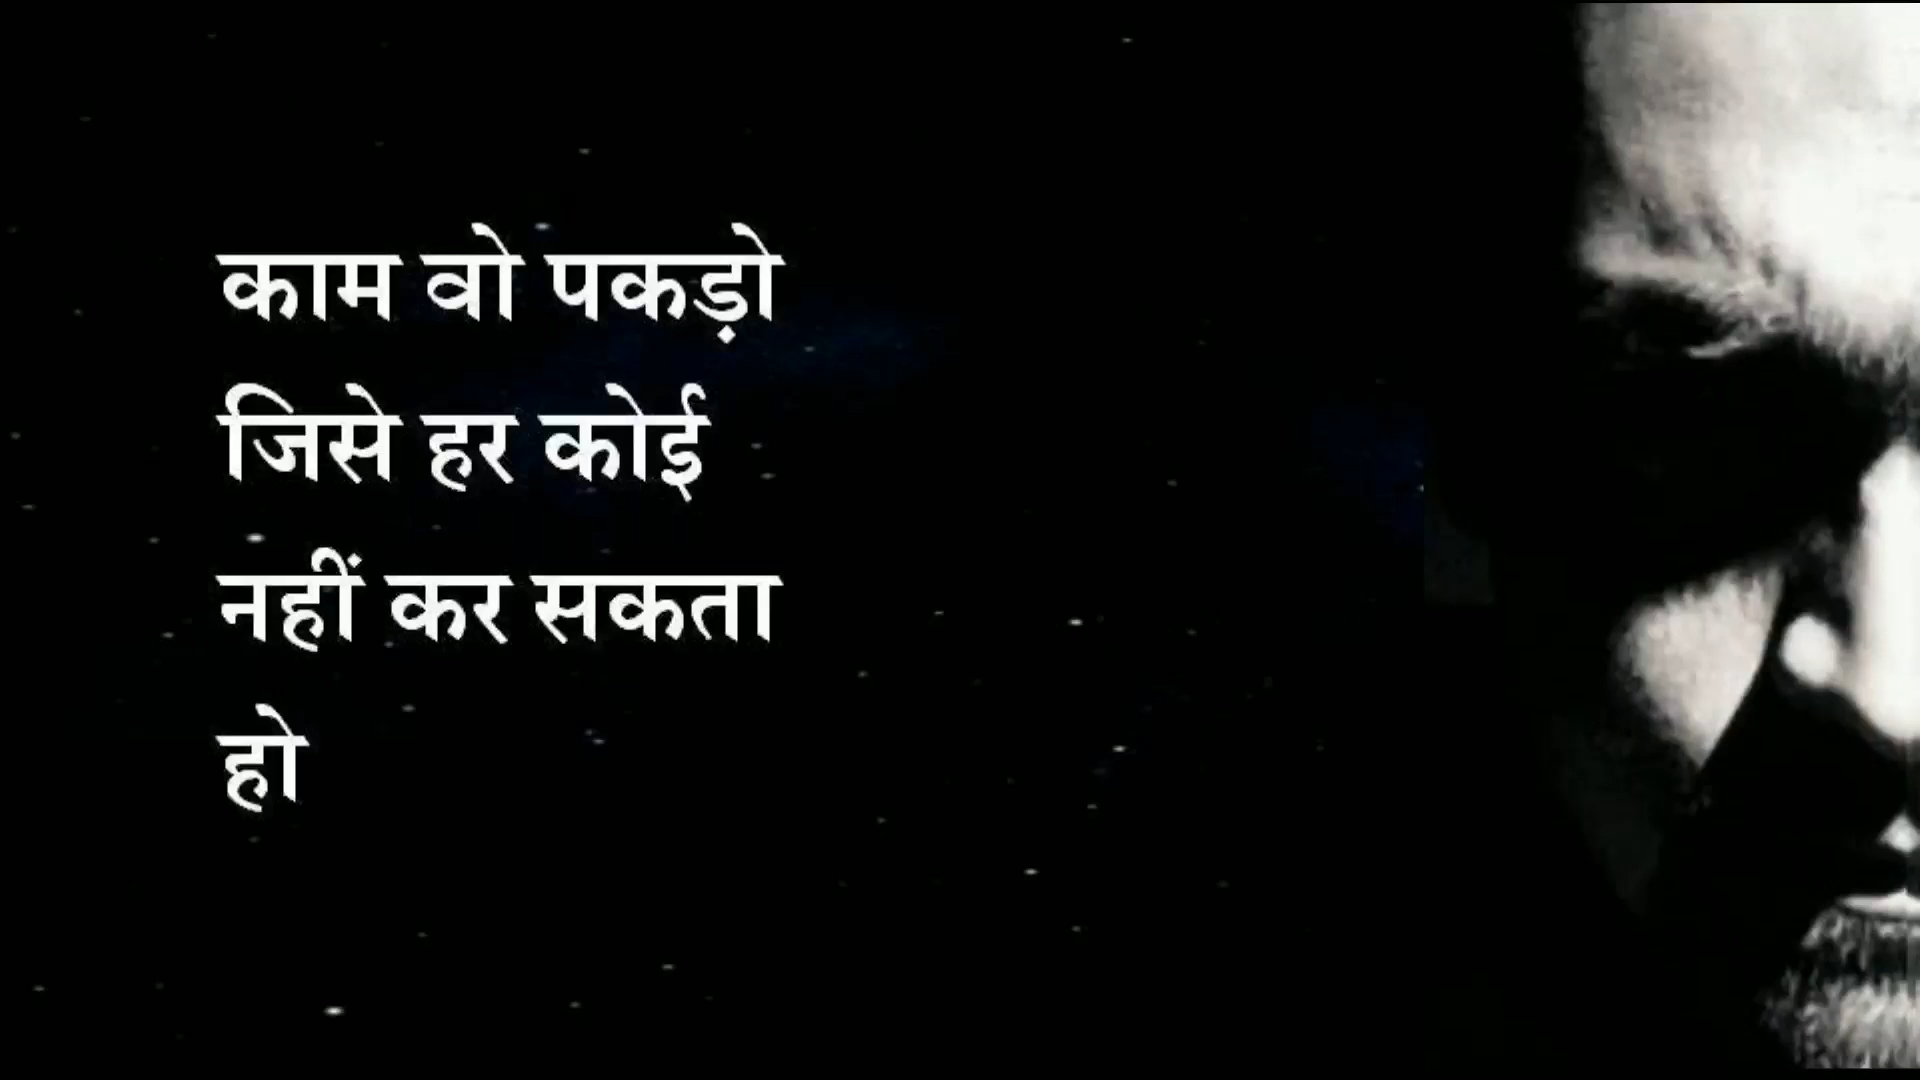 काम वो पकड़ो
जिसे हर कोई
नहीं कर सकता
हो